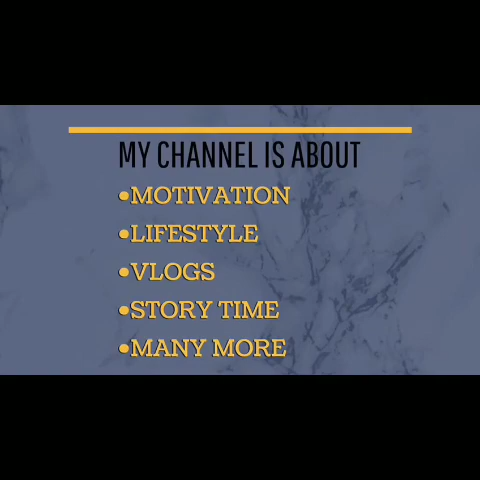 MY CHANNEL IS ABOUT
•MOTIVATION
•LIFESTYLE
•VLOGS
•STORY TIME
•MANY MORE